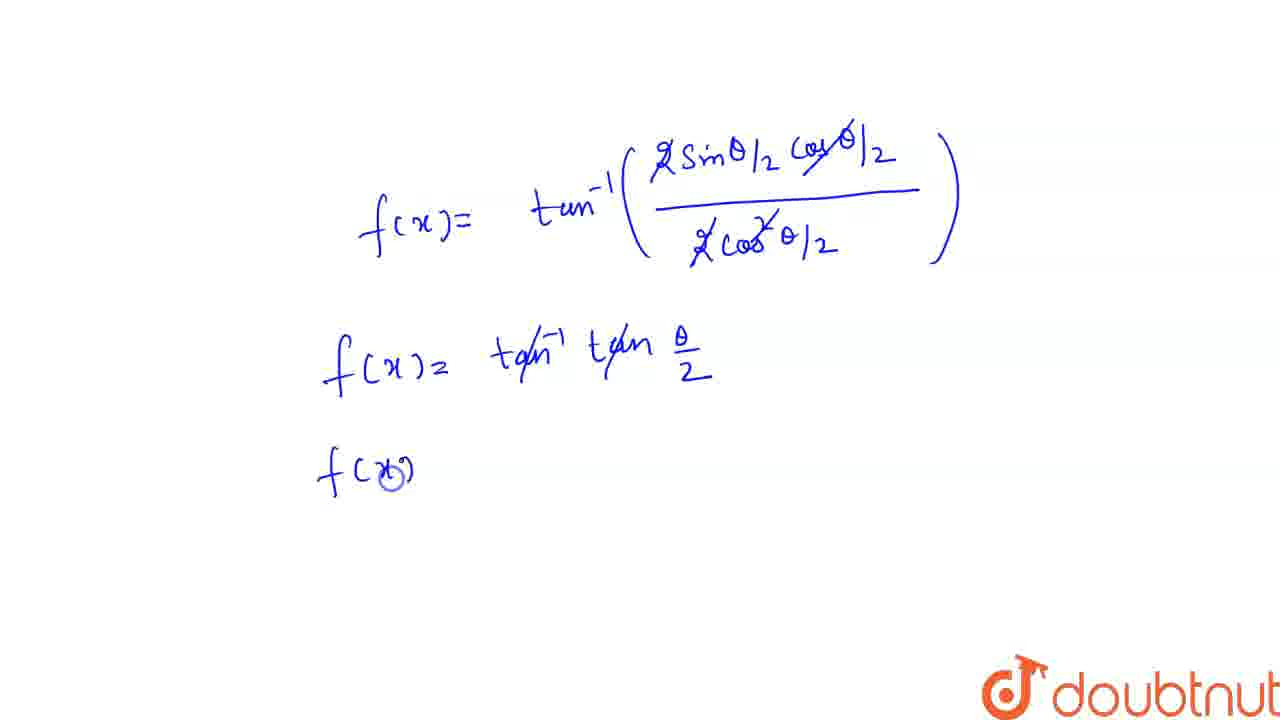 f(x) = tan⁻¹ ( 2 sin θ/2 cos θ/2 / 2 cos² θ/2 )
f(x) = tan⁻¹ tan θ/2
f(x)
doubtnut